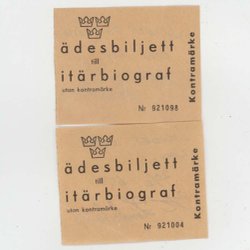 ädesbiljett
till
itärbiograf
utan kontramärke
Nr 921098
Kontramärke
ädesbiljett
till
itärbiograf
utan kontramärke
Nr 921004
Kontramärke